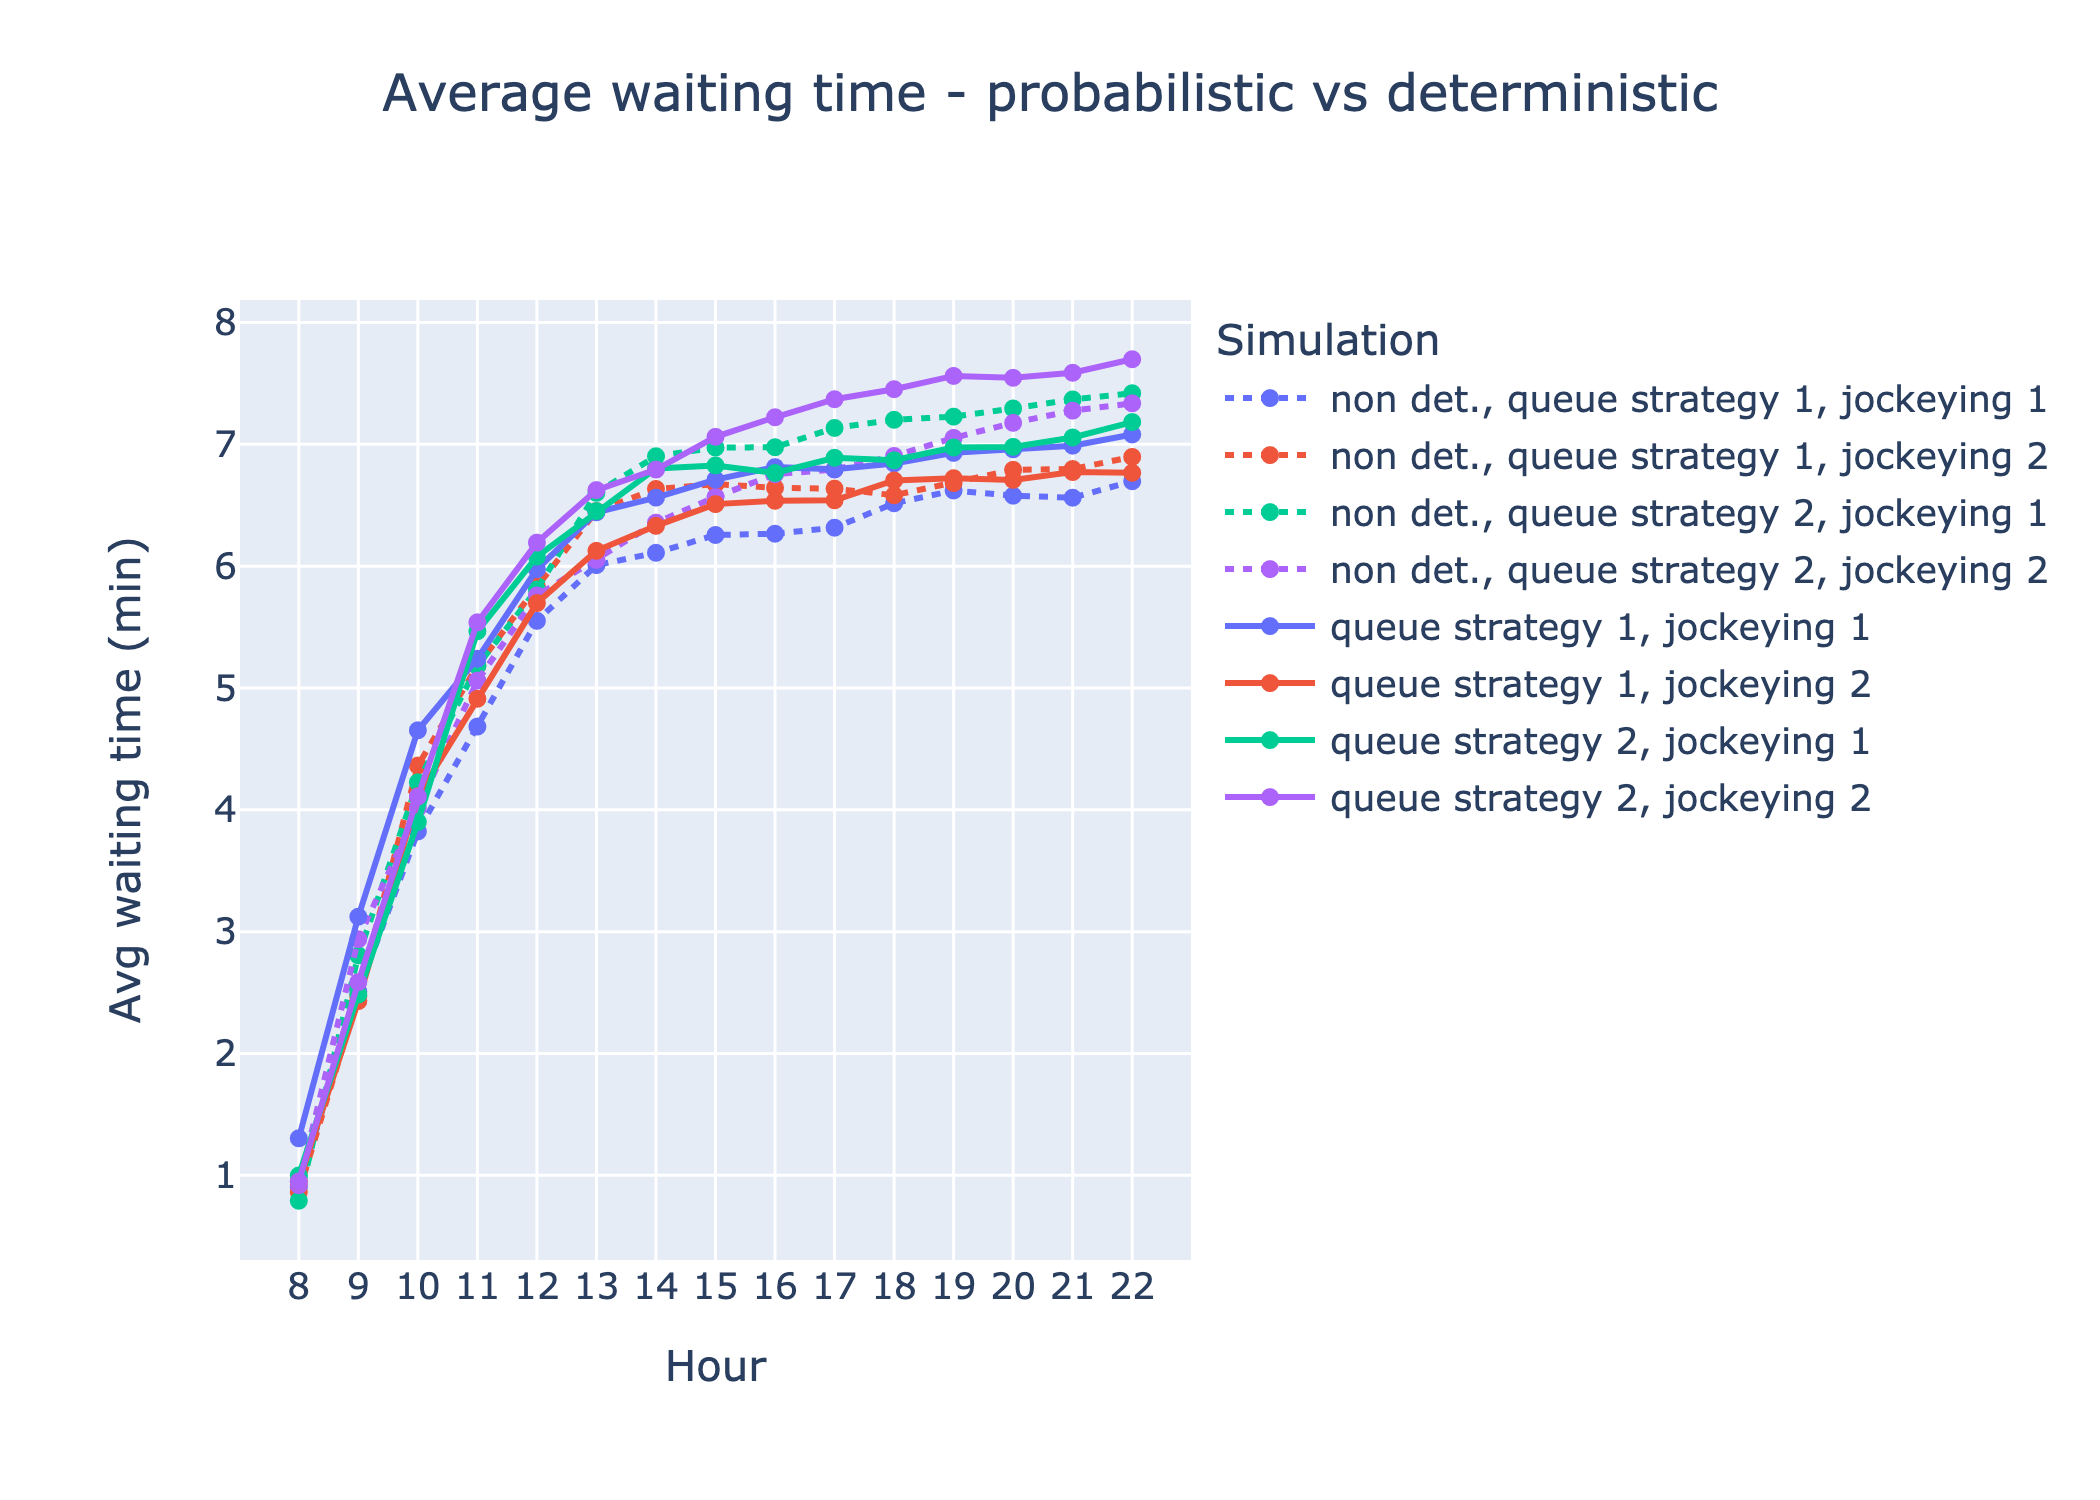 Average waiting time - probabilistic vs deterministic
Avg waiting time (min)
8
7
6
5
4
3
2
1
8 9 10 11 12 13 14 15 16 17 18 19 20 21 22
Hour
Simulation
non det., queue strategy 1, jockeying 1
non det., queue strategy 1, jockeying 2
non det., queue strategy 2, jockeying 1
non det., queue strategy 2, jockeying 2
queue strategy 1, jockeying 1
queue strategy 1, jockeying 2
queue strategy 2, jockeying 1
queue strategy 2, jockeying 2